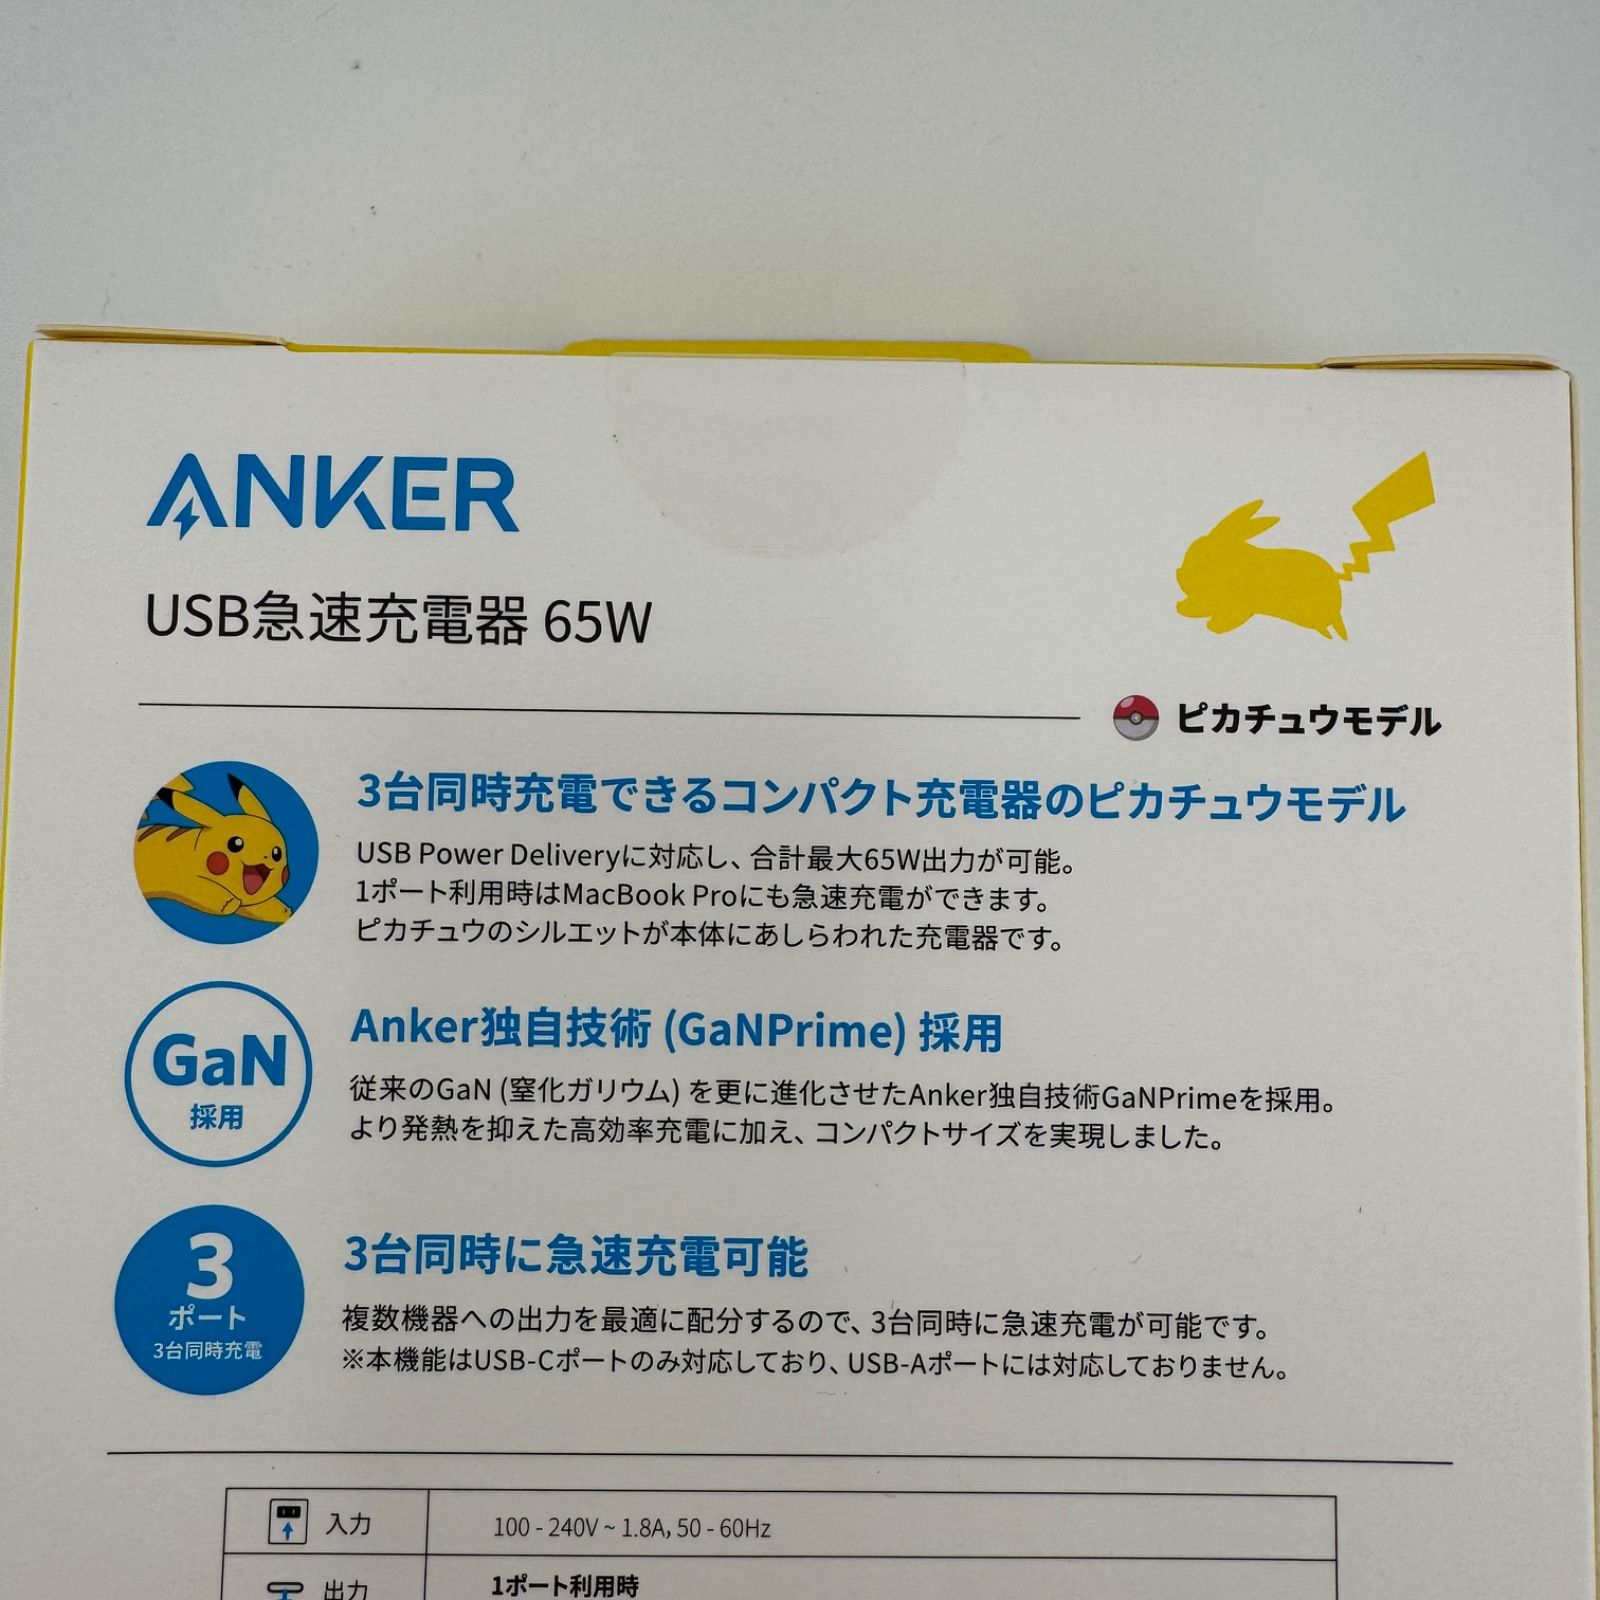 ANKER
USB急速充電器 65W
ピカチュウモデル
3台同時充電できるコンパクト充電器のピカチュウモデル
USB Power Deliveryに対応し、合計最大65W出力が可能。
1ポート利用時はMacBook Proにも急速充電ができます。
ピカチュウのシルエットが本体にあしらわれた充電器です。
GaN
採用
Anker独自技術 (GaNPrime) 採用
従来のGaN (窒化ガリウム) を更に進化させたAnker独自技術GaNPrimeを採用。
より発熱を抑えた高効率充電に加え、コンパクトサイズを実現しました。
3
ポート
3台同時充電
3台同時に急速充電可能
複数機器への出力を最適に配分するので、3台同時に急速充電が可能です。
※本機能はUSB-Cポートのみ対応しており、USB-Aポートには対応しておりません。
入力
100 - 240V ~ 1.8A, 50 - 60Hz
出力
1ポート利用時